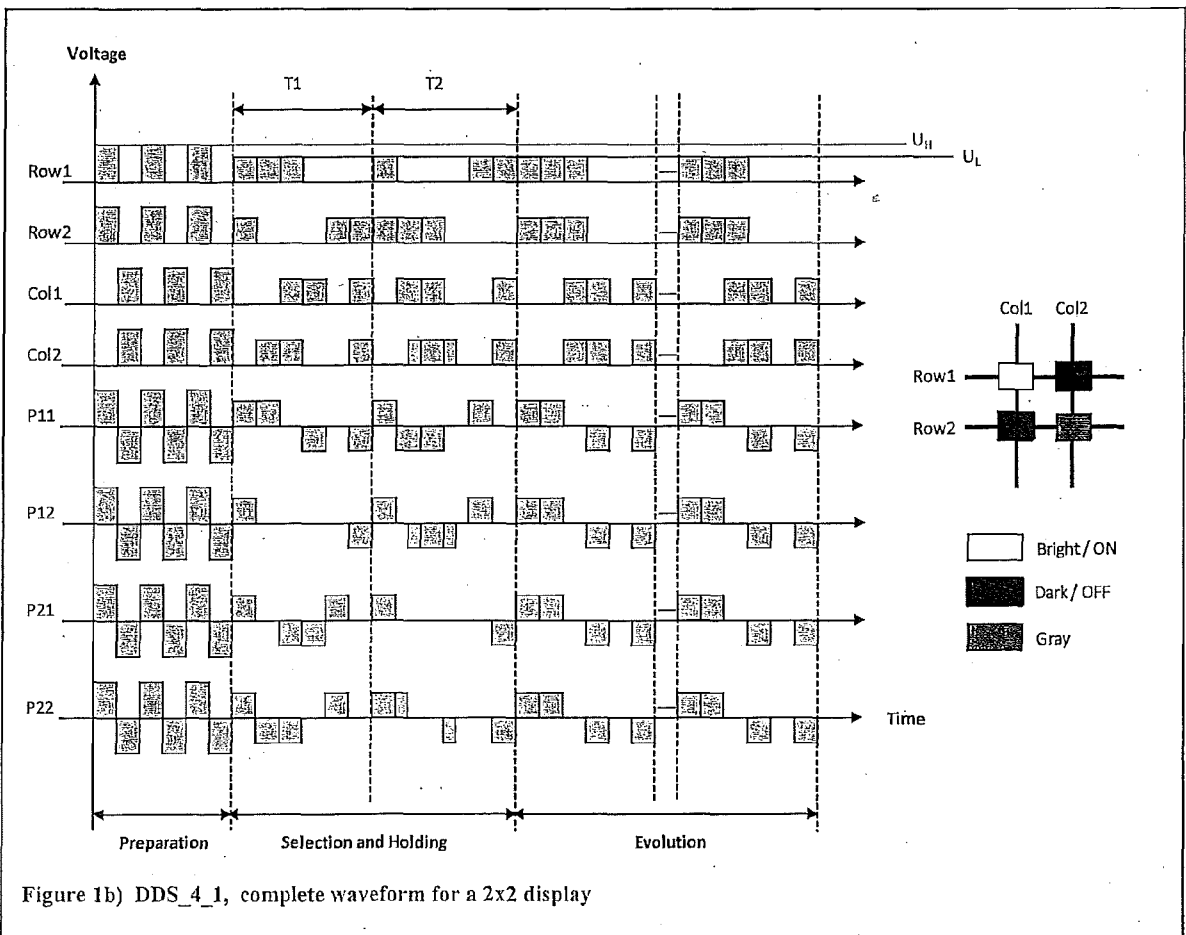 Voltage
T1
T2
U_H
U_L
Row1
Row2
Col1
Col2
P11
P12
P21
P22
Time
Preparation
Selection and Holding
Evolution
Col1
Col2
Row1
Row2
Bright/ON
Dark/OFF
Gray
Figure 1b) DDS_4_1, complete waveform for a 2x2 display